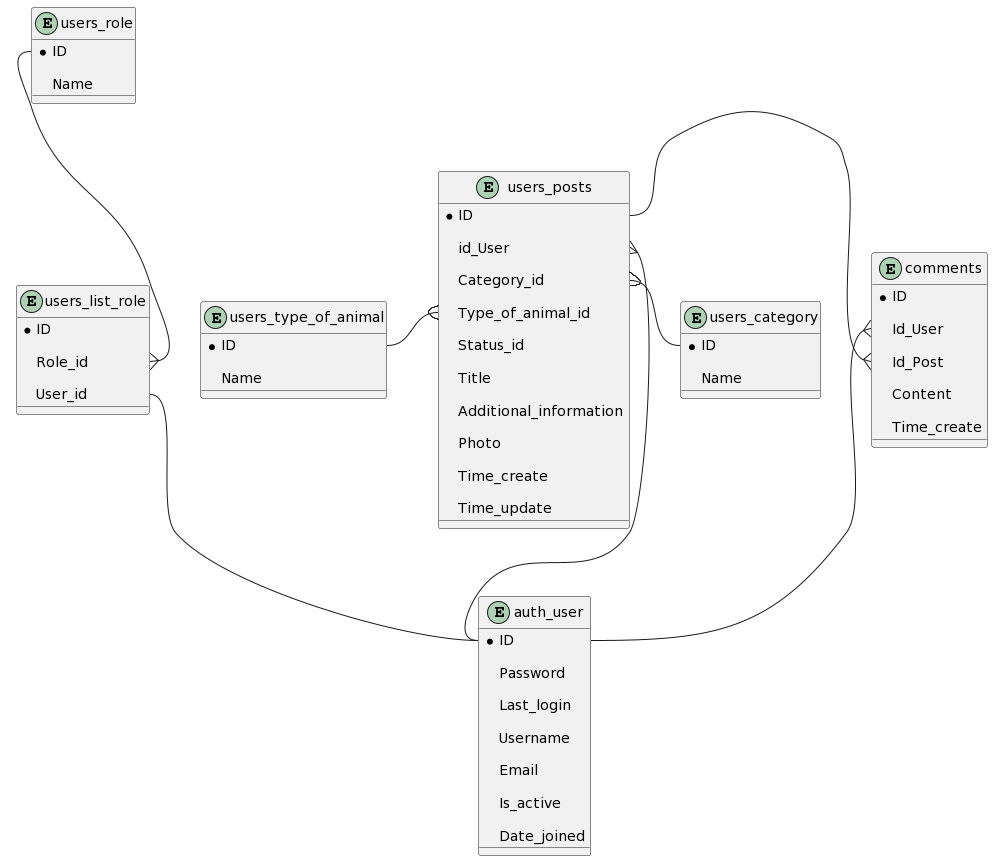 E users_role
ID
Name
E users_posts
ID
id_User
Category_id
Type_of_animal_id
Status_id
Title
Additional_information
Photo
Time_create
Time_update
E comments
ID
Id_User
Id_Post
Content
Time_create
E users_list_role
ID
Role_id
User_id
E users_type_of_animal
ID
Name
E users_category
ID
Name
E auth_user
ID
Password
Last_login
Username
Email
Is_active
Date_joined